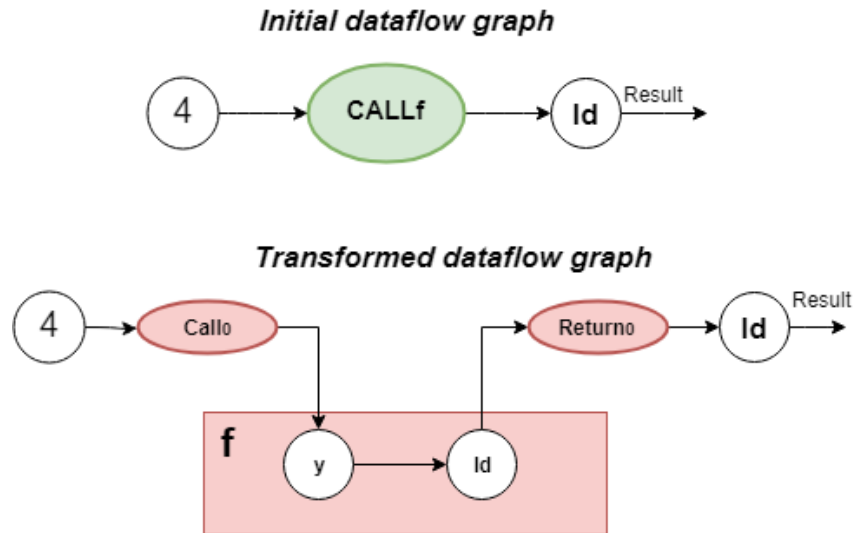 Initial dataflow graph
4
CALLf
Id
Result
Transformed dataflow graph
4
Call0
Return0
Id
Result
f
y
Id